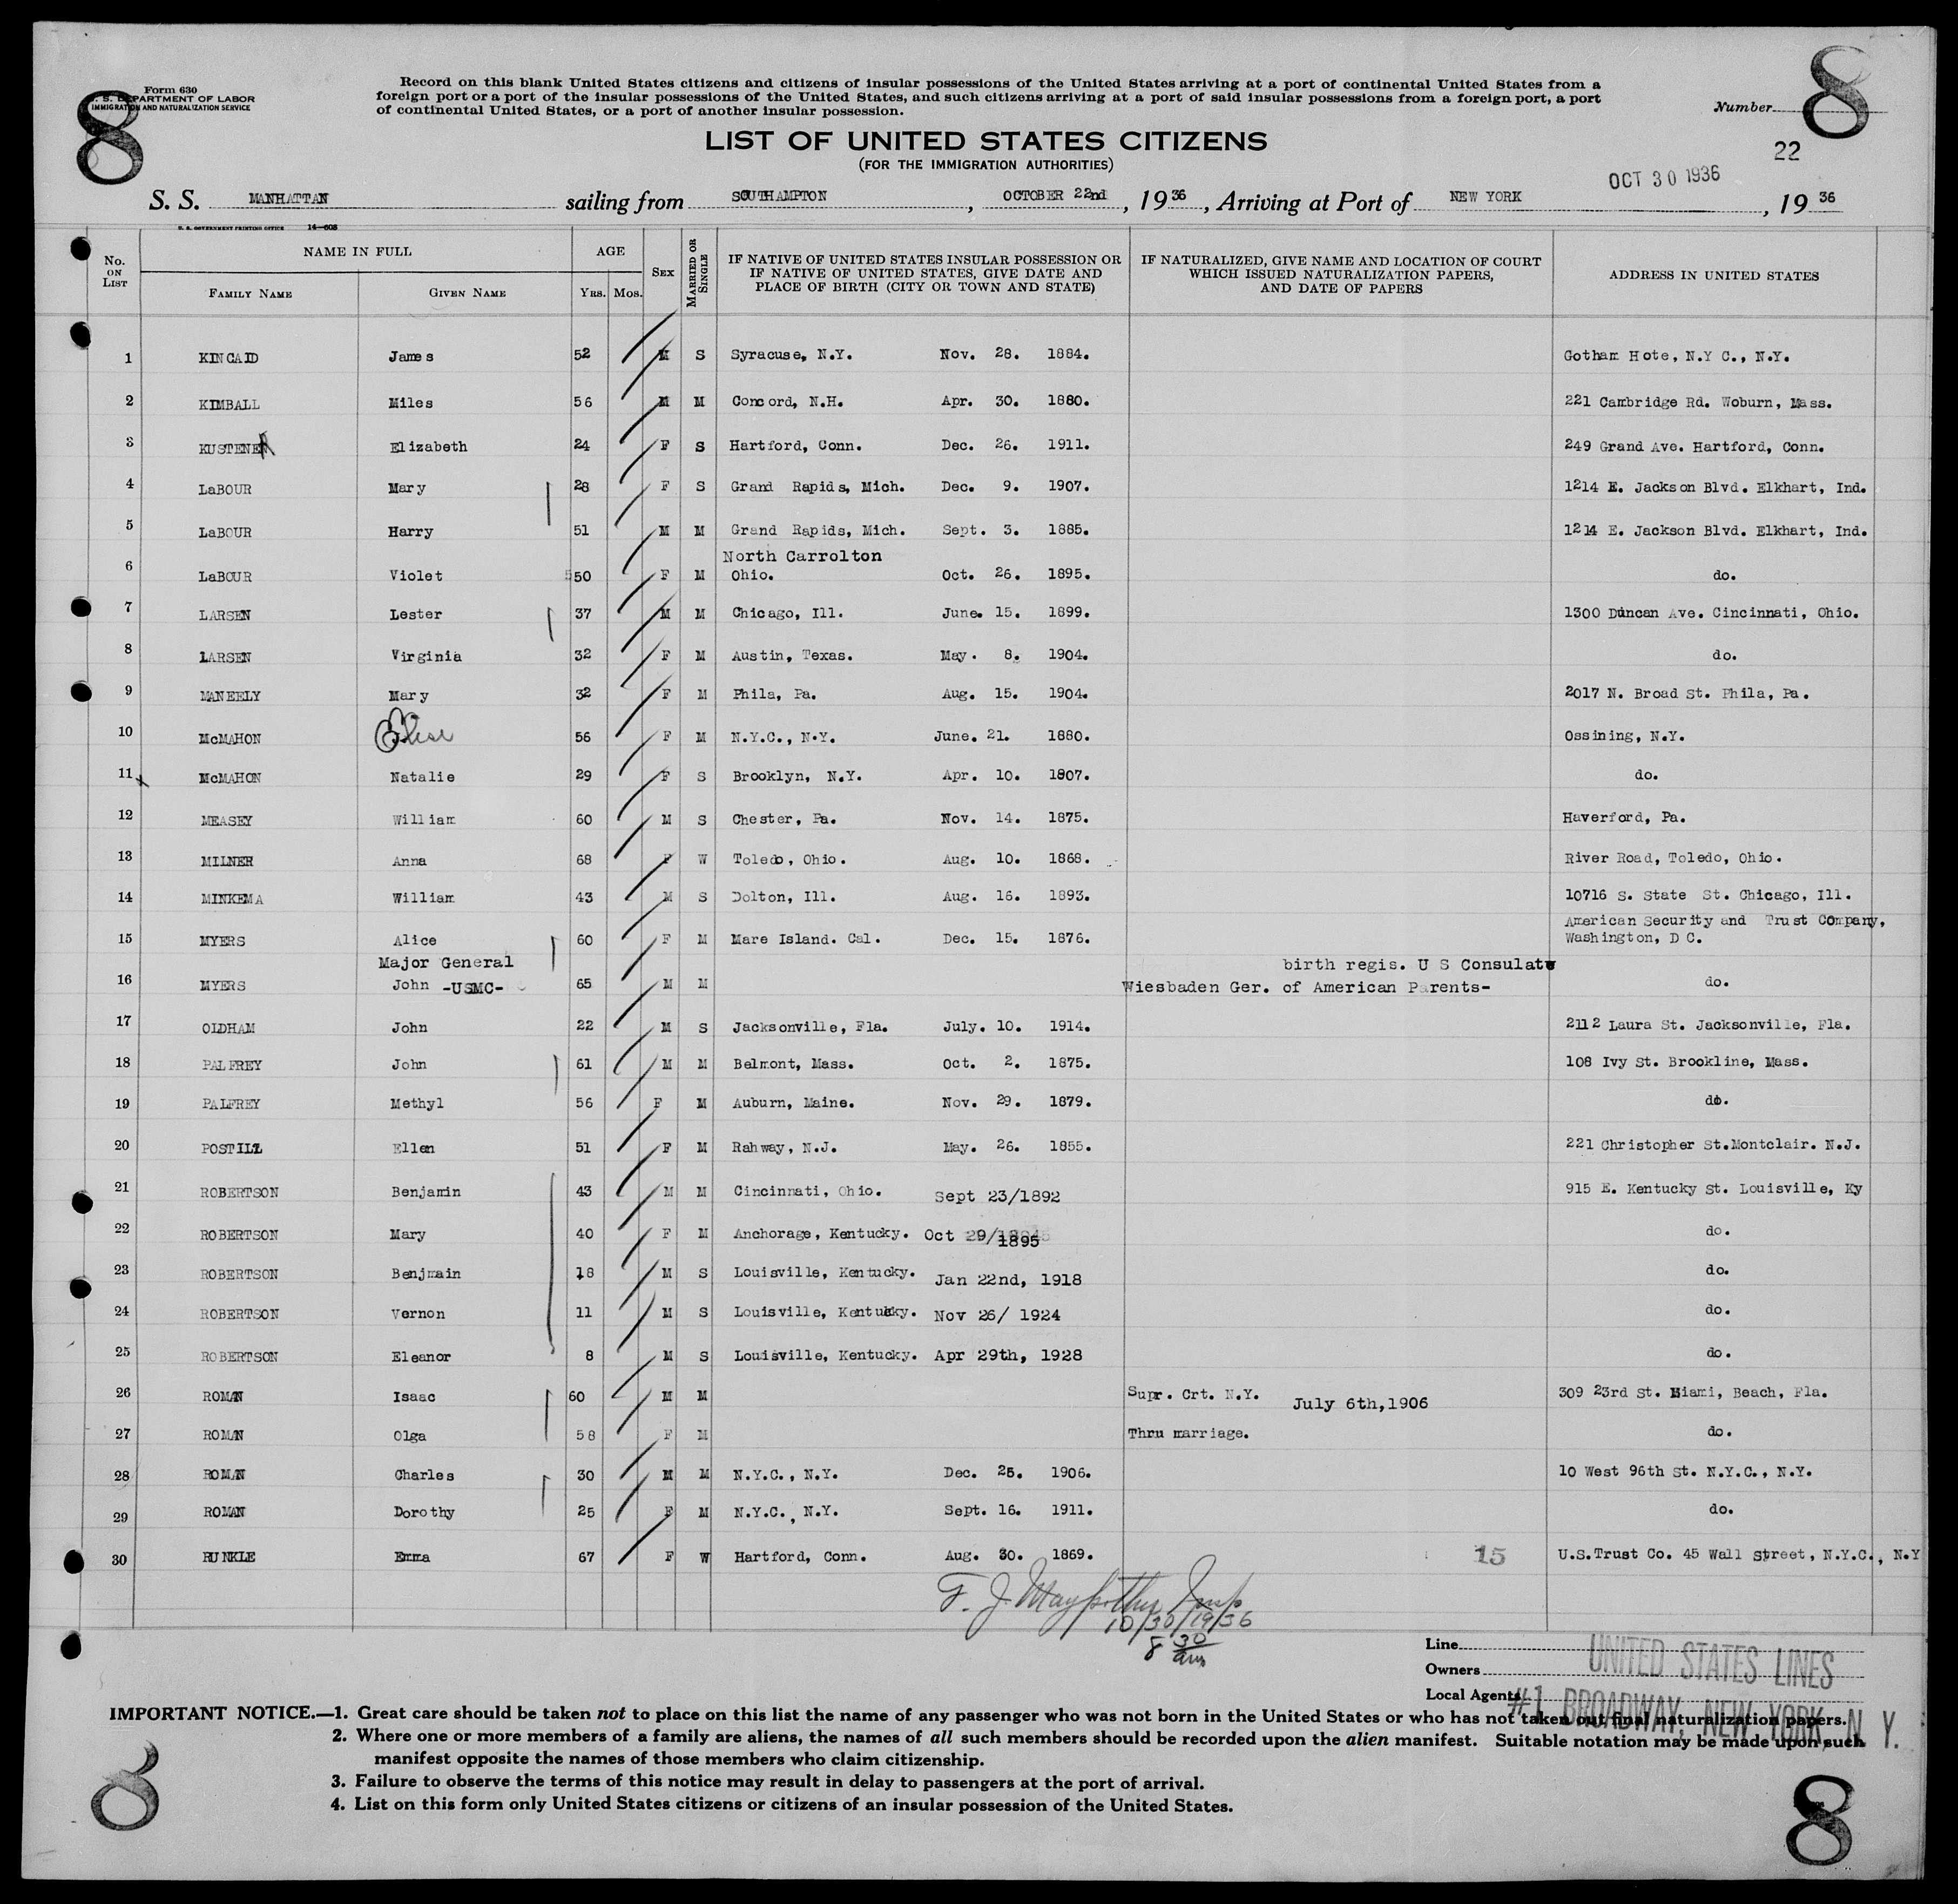 8
Form 630
U. S. DEPARTMENT OF LABOR
IMMIGRATION AND NATURALIZATION SERVICE
Record on this blank United States citizens and citizens of insular possessions of the United States arriving at a port of continental United States from a
foreign port or a port of the insular possessions of the United States, and such citizens arriving at a port of said insular possessions from a foreign port, a port
of continental United States, or a port of another insular possession.
Number 8
LIST OF UNITED STATES CITIZENS
(FOR THE IMMIGRATION AUTHORITIES)
22
OCT 30 1936
S. S. MANHATTAN sailing from SOUTHAMPTON, OCTOBER 22nd, 1936, Arriving at Port of NEW YORK, 1936
U. S. GOVERNMENT PRINTING OFFICE 14—608
No. ON LIST NAME IN FULL AGE SEX MARRIED OR SINGLE IF NATIVE OF UNITED STATES INSULAR POSSESSION OR IF NATIVE OF UNITED STATES, GIVE DATE AND PLACE OF BIRTH (CITY OR TOWN AND STATE) IF NATURALIZED, GIVE NAME AND LOCATION OF COURT WHICH ISSUED NATURALIZATION PAPERS, AND DATE OF PAPERS ADDRESS IN UNITED STATES
FAMILY NAME GIVEN NAME YRS. MOS.
1 KINCAID James 52 M S Syracuse, N.Y. Nov. 28. 1884. Gotham Hote, N.Y C., N.Y.
2 KIMBALL Miles 56 M M Concord, N.H. Apr. 30. 1880. 221 Cambridge Rd. Woburn, Mass.
3 KUSTENER Elizabeth 24 F S Hartford, Conn. Dec. 26. 1911. 249 Grand Ave. Hartford, Conn.
4 LaBOUR Mary 28 F S Grand Rapids, Mich. Dec. 9. 1907. 1214 E. Jackson Blvd. Elkhart, Ind.
5 LaBOUR Harry 51 M M Grand Rapids, Mich. Sept. 3. 1885. 1214 E. Jackson Blvd. Elkhart, Ind.
North Carrolton
6 LaBOUR Violet 50 F M Ohio. Oct. 26. 1895. do.
7 LARSEN Lester 37 M M Chicago, Ill. June. 15. 1899. 1300 Duncan Ave. Cincinnati, Ohio.
8 LARSEN Virginia 32 F M Austin, Texas. May. 8. 1904. do.
9 MANEELY Mary 32 F M Phila, Pa. Aug. 15. 1904. 2017 N. Broad St. Phila, Pa.
10 McMAHON Elise 56 F M N.Y.C., N.Y. June. 21. 1880. Ossining, N.Y.
11 x McMAHON Natalie 29 F S Brooklyn, N.Y. Apr. 10. 1907. do.
12 MEASEY William 60 M S Chester, Pa. Nov. 14. 1875. Haverford, Pa.
13 MILNER Anna 68 F W Toledo, Ohio. Aug. 10. 1868. River Road, Toledo, Ohio.
14 MINKEMA William 43 M S Dolton, Ill. Aug. 16. 1893. 10716 S. State St. Chicago, Ill.
American Security and Trust Company,
15 MYERS Alice 60 F M Mare Island. Cal. Dec. 15. 1876. Washington, D C.
Major General birth regis. U S Consulate
16 MYERS John -USMC- 65 M M Wiesbaden Ger. of American Parents- do.
17 OLDHAM John 22 M S Jacksonville, Fla. July. 10. 1914. 2112 Laura St. Jacksonville, Fla.
18 PALFREY John 61 M M Belmont, Mass. Oct. 2. 1875. 108 Ivy St. Brookline, Mass.
19 PALFREY Methyl 56 F M Auburn, Maine. Nov. 29. 1879. do.
20 POSTILL Ellen 51 F M Rahway, N.J. May. 26. 1855. 221 Christopher St.Montclair. N.J.
21 ROBERTSON Benjamin 43 M M Cincinnati, Ohio. Sept 23/1892 915 E. Kentucky St. Louisville, Ky
22 ROBERTSON Mary 40 F M Anchorage, Kentucky. Oct 29/1895 do.
23 ROBERTSON Benjmain 18 M S Louisville, Kentucky. Jan 22nd, 1918 do.
24 ROBERTSON Vernon 11 M S Louisville, Kentukky. Nov 26/ 1924 do.
25 ROBERTSON Eleanor 8 M S Louisville, Kentucky. Apr 29th, 1928 do.
26 ROMAN Isaac 60 M M Supr. Crt. N.Y. July 6th,1906 309 23rd St. Miami, Beach, Fla.
27 ROMAN Olga 58 F M Thru marriage. do.
28 ROMAN Charles 30 M M N.Y.C., N.Y. Dec. 25. 1906. 10 West 96th St. N.Y.C., N.Y.
29 ROMAN Dorothy 25 F M N.Y.C., N.Y. Sept. 16. 1911. do.
30 RUNKLE Emma 67 F W Hartford, Conn. Aug. 30. 1869. 15 U.S.Trust Co. 45 Wall street, N.Y.C., N.Y
F. J. Insp
10/30/19/36
8 30 am
Line UNITED STATES LINES
Owners
Local Agents #1 BROADWAY, NEW YORK, N. Y.
IMPORTANT NOTICE.—1. Great care should be taken not to place on this list the name of any passenger who was not born in the United States or who has not taken out final naturalization papers.
2. Where one or more members of a family are aliens, the names of all such members should be recorded upon the alien manifest. Suitable notation may be made upon such
manifest opposite the names of those members who claim citizenship.
3. Failure to observe the terms of this notice may result in delay to passengers at the port of arrival.
4. List on this form only United States citizens or citizens of an insular possession of the United States.
8
8